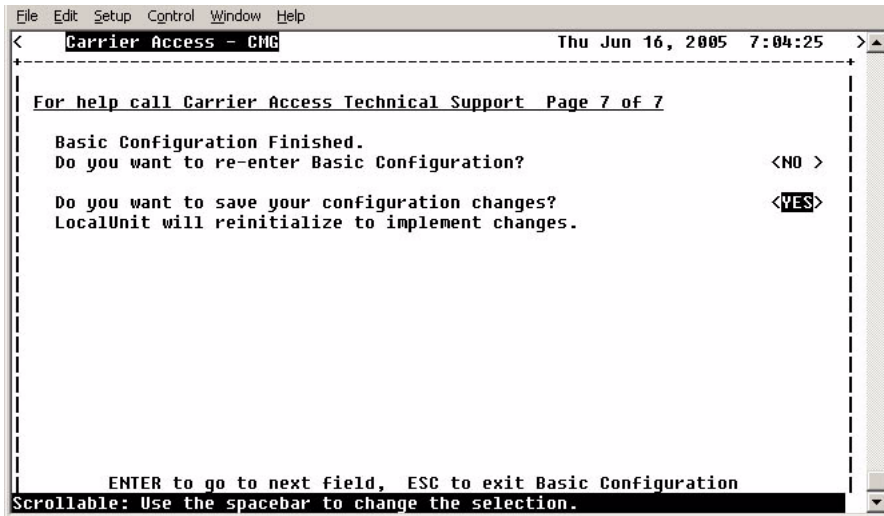 File Edit Setup Control Window Help
< Carrier Access - CMG Thu Jun 16, 2005 7:04:25 >
For help call Carrier Access Technical Support Page 7 of 7
Basic Configuration Finished.
Do you want to re-enter Basic Configuration? <NO >
Do you want to save your configuration changes? <YES>
LocalUnit will reinitialize to implement changes.
ENTER to go to next field, ESC to exit Basic Configuration
Scrollable: Use the spacebar to change the selection.